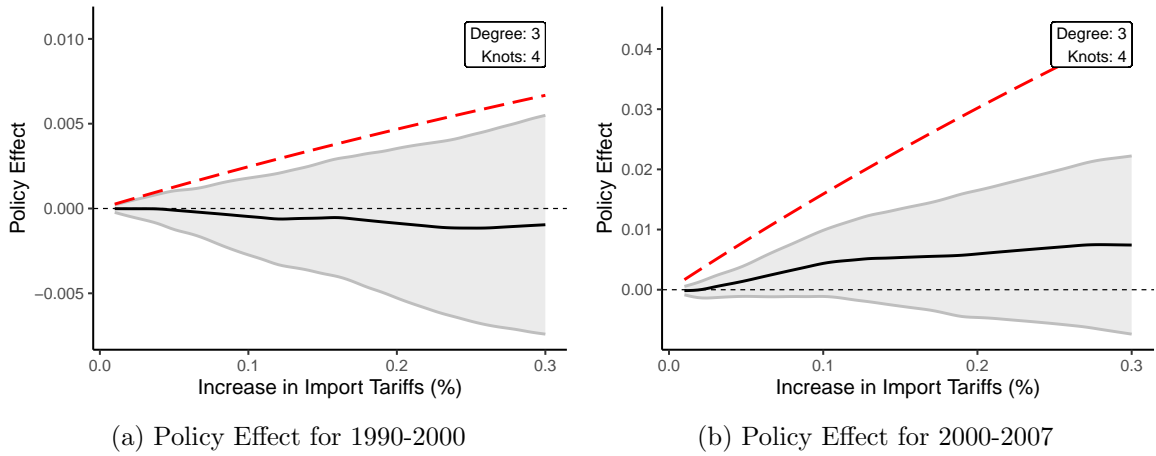 Degree: 3
Knots: 4
0.010
0.005
0.000
−0.005
Policy Effect
0.0
0.1
0.2
0.3
Increase in Import Tariffs (%)
(a) Policy Effect for 1990-2000
Degree: 3
Knots: 4
0.04
0.03
0.02
0.01
0.00
Policy Effect
0.0
0.1
0.2
0.3
Increase in Import Tariffs (%)
(b) Policy Effect for 2000-2007